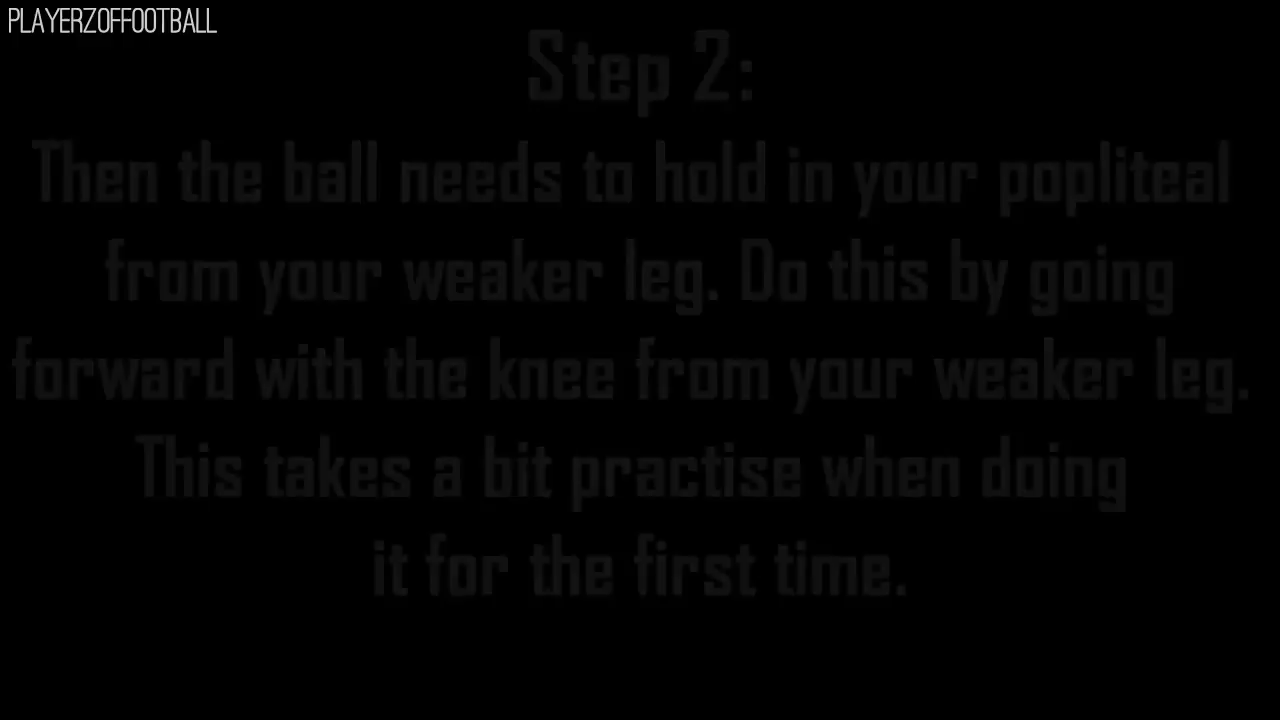 PLAYERZOFFOOTBALL
Step 2:
Then the ball needs to hold in your popliteal
from your weaker leg. Do this by going
forward with the knee from your weaker leg.
This takes a bit practise when doing
it for the first time.